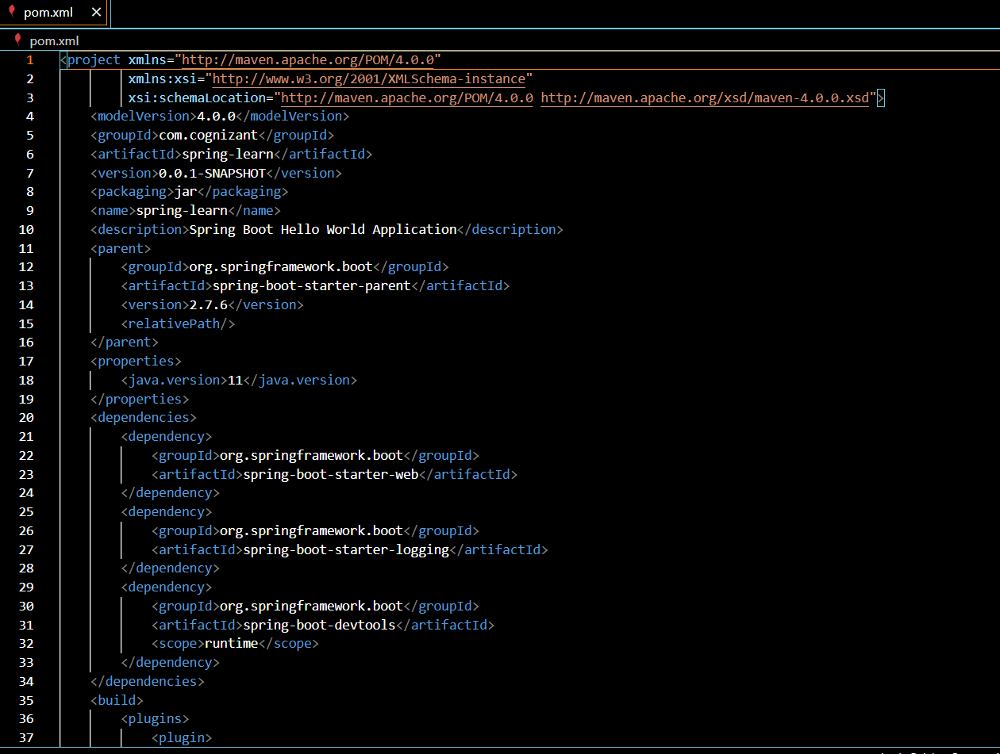 pom.xml
pom.xml
1 <project xmlns="http://maven.apache.org/POM/4.0.0"
2 xmlns:xsi="http://www.w3.org/2001/XMLSchema-instance"
3 xsi:schemaLocation="http://maven.apache.org/POM/4.0.0 http://maven.apache.org/xsd/maven-4.0.0.xsd">
4 <modelVersion>4.0.0</modelVersion>
5 <groupId>com.cognizant</groupId>
6 <artifactId>spring-learn</artifactId>
7 <version>0.0.1-SNAPSHOT</version>
8 <packaging>jar</packaging>
9 <name>spring-learn</name>
10 <description>Spring Boot Hello World Application</description>
11 <parent>
12 <groupId>org.springframework.boot</groupId>
13 <artifactId>spring-boot-starter-parent</artifactId>
14 <version>2.7.6</version>
15 <relativePath/>
16 </parent>
17 <properties>
18 <java.version>11</java.version>
19 </properties>
20 <dependencies>
21 <dependency>
22 <groupId>org.springframework.boot</groupId>
23 <artifactId>spring-boot-starter-web</artifactId>
24 </dependency>
25 <dependency>
26 <groupId>org.springframework.boot</groupId>
27 <artifactId>spring-boot-starter-logging</artifactId>
28 </dependency>
29 <dependency>
30 <groupId>org.springframework.boot</groupId>
31 <artifactId>spring-boot-devtools</artifactId>
32 <scope>runtime</scope>
33 </dependency>
34 </dependencies>
35 <build>
36 <plugins>
37 <plugin>